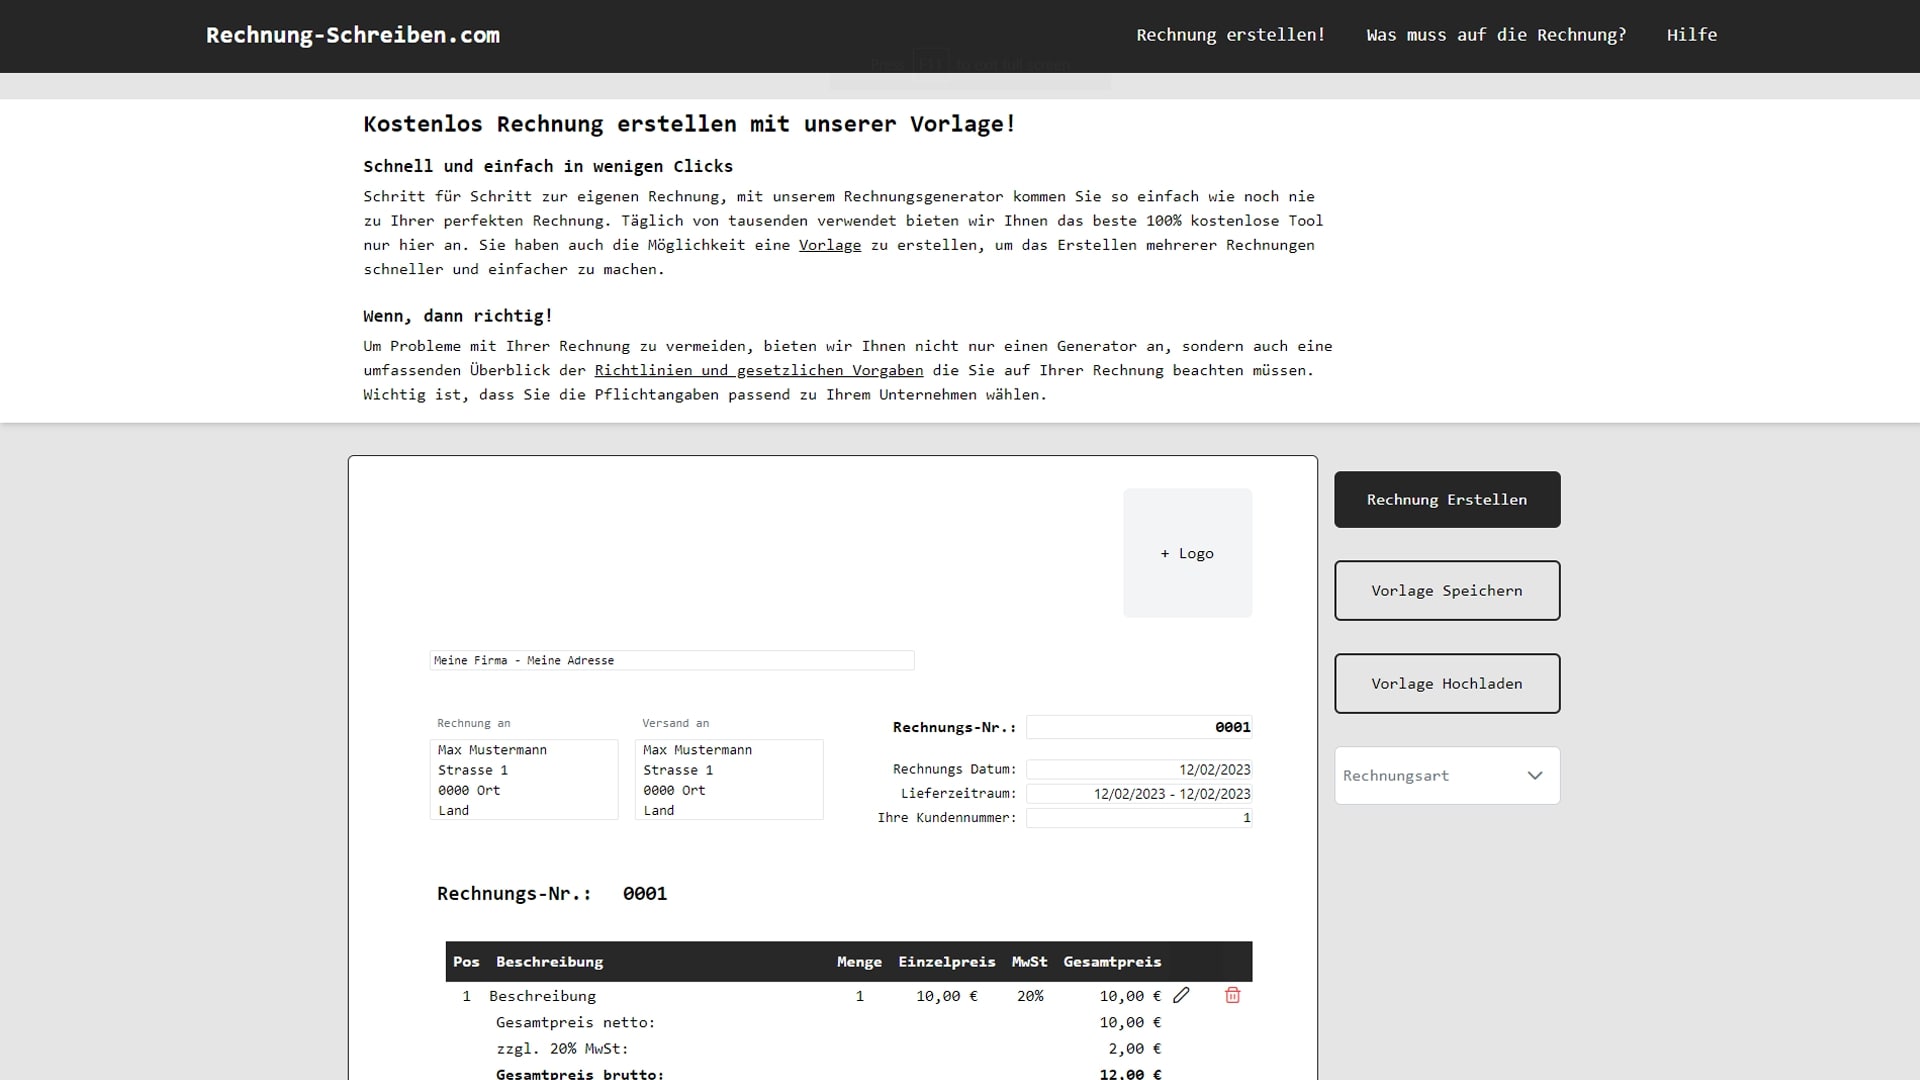 Rechnung-Schreiben.com
Rechnung erstellen!
Was muss auf die Rechnung?
Hilfe
Press F11 to exit full screen
Kostenlos Rechnung erstellen mit unserer Vorlage!
Schnell und einfach in wenigen Clicks
Schritt für Schritt zur eigenen Rechnung, mit unserem Rechnungsgenerator kommen Sie so einfach wie noch nie
zu Ihrer perfekten Rechnung. Täglich von tausenden verwendet bieten wir Ihnen das beste 100% kostenlose Tool
nur hier an. Sie haben auch die Möglichkeit eine Vorlage zu erstellen, um das Erstellen mehrerer Rechnungen
schneller und einfacher zu machen.
Wenn, dann richtig!
Um Probleme mit Ihrer Rechnung zu vermeiden, bieten wir Ihnen nicht nur einen Generator an, sondern auch eine
umfassenden Überblick der Richtlinien und gesetzlichen Vorgaben die Sie auf Ihrer Rechnung beachten müssen.
Wichtig ist, dass Sie die Pflichtangaben passend zu Ihrem Unternehmen wählen.
+ Logo
Meine Firma - Meine Adresse
Rechnung an
Max Mustermann
Strasse 1
0000 Ort
Land
Versand an
Max Mustermann
Strasse 1
0000 Ort
Land
Rechnungs-Nr.: 0001
Rechnungs Datum: 12/02/2023
Lieferzeitraum: 12/02/2023 - 12/02/2023
Ihre Kundennummer: 1
Rechnungs-Nr.: 0001
Pos Beschreibung Menge Einzelpreis MwSt Gesamtpreis
1 Beschreibung 1 10,00 € 20% 10,00 €
Gesamtpreis netto: 10,00 €
zzgl. 20% MwSt: 2,00 €
Gesamtpreis brutto: 12,00 €
Rechnung Erstellen
Vorlage Speichern
Vorlage Hochladen
Rechnungsart